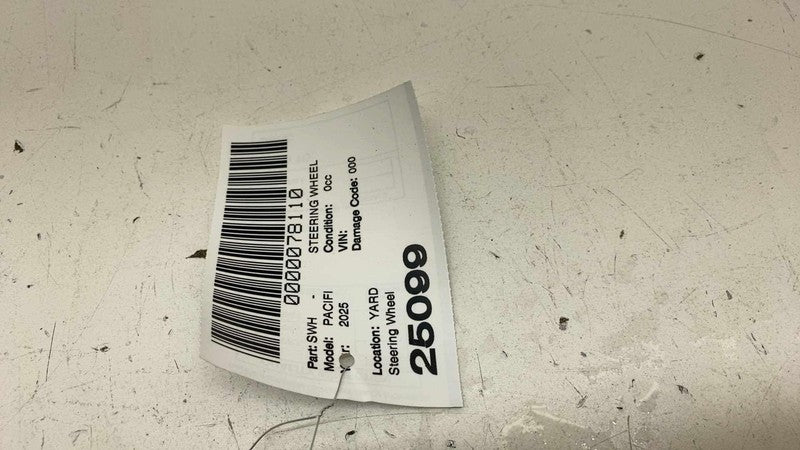 0000078110
Part: SWH - STEERING WHEEL
Model: PACIFI Condition: 0cc
2025 VIN:
Damage Code: 000
Location: YARD
Steering Wheel
25099